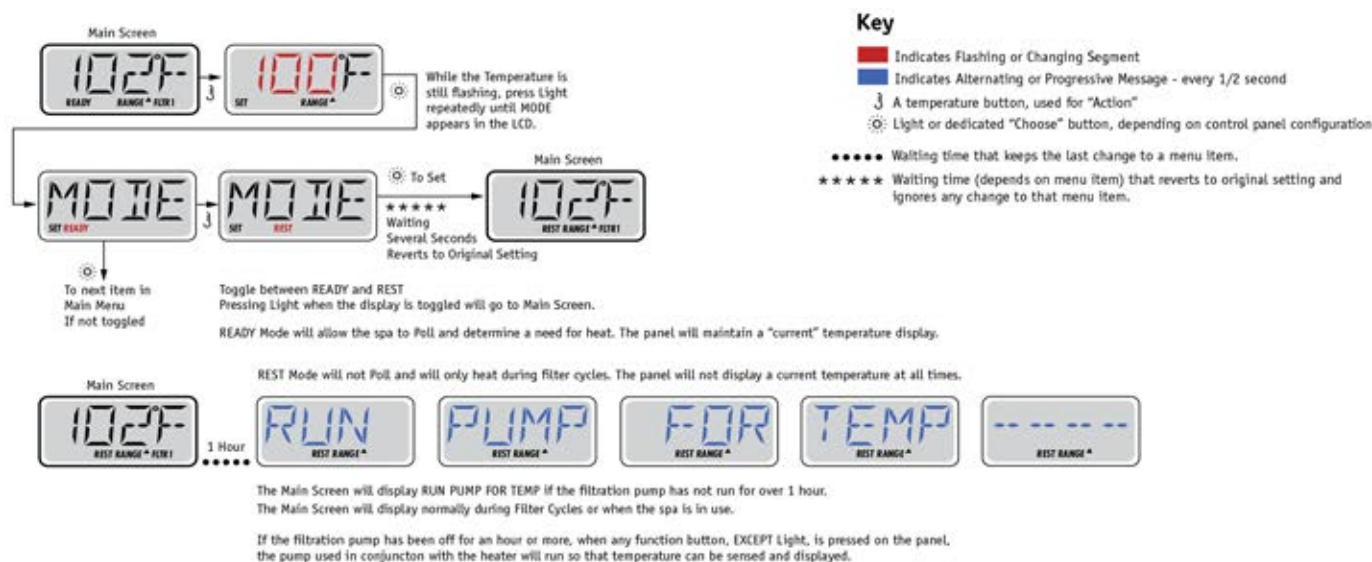 Main Screen
102°F
READY RANGE FLTR1
100°F
SET RANGE
While the Temperature is
still flashing, press Light
repeatedly until MODE
appears in the LCD.
Key
Indicates Flashing or Changing Segment
Indicates Alternating or Progressive Message - every 1/2 second
A temperature button, used for "Action"
Light or dedicated "Choose" button, depending on control panel configuration
••••• Waiting time that keeps the last change to a menu item.
★★★★★ Waiting time (depends on menu item) that reverts to original setting and
ignores any change to that menu item.
MODE
SET READY
MODE
SET REST
To Set
★★★★★
Waiting
Several Seconds
Reverts to Original Setting
Main Screen
102°F
REST RANGE FLTR1
To next item in
Main Menu
If not toggled
Toggle between READY and REST
Pressing Light when the display is toggled will go to Main Screen.
READY Mode will allow the spa to Poll and determine a need for heat. The panel will maintain a "current" temperature display.
REST Mode will not Poll and will only heat during filter cycles. The panel will not display a current temperature at all times.
Main Screen
102°F
REST RANGE FLTR1
1 Hour
•••••
RUN
REST RANGE
PUMP
REST RANGE
FOR
REST RANGE
TEMP
REST RANGE
-- -- -- --
REST RANGE
The Main Screen will display RUN PUMP FOR TEMP if the filtration pump has not run for over 1 hour.
The Main Screen will display normally during Filter Cycles or when the spa is in use.
If the filtration pump has been off for an hour or more, when any function button, EXCEPT Light, is pressed on the panel,
the pump used in conjuncton with the heater will run so that temperature can be sensed and displayed.